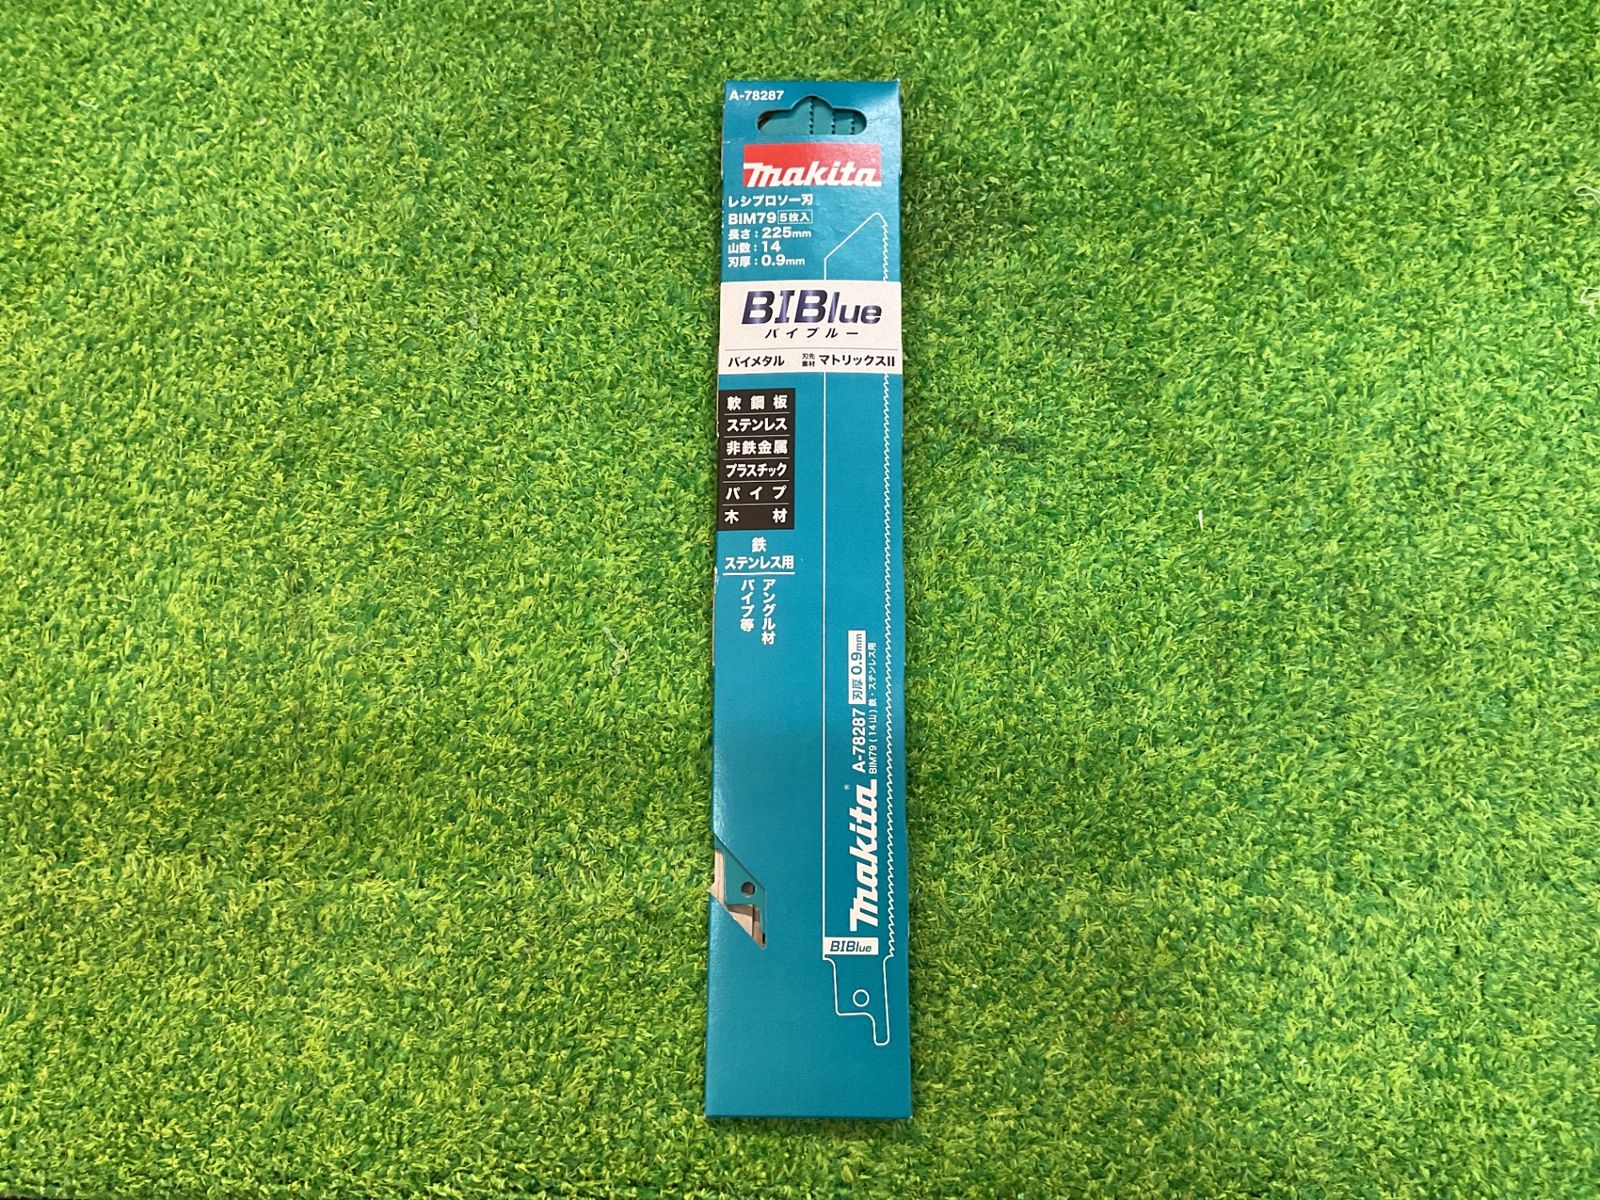 A-78287
makita
レシプロソー刃
BIM79 5枚入
長さ：225mm
山数：14
刃厚：0.9mm
BIBlue
バイブルー
バイメタル 刃先素材 マトリックスII
軟鋼板
ステンレス
非鉄金属
プラスチック
パイプ
木材
鉄
ステンレス用
アングル材
パイプ等
makita® A-78287 刃厚 0.9mm
BIM79 (14山) 鉄・ステンレス用
BIBlue